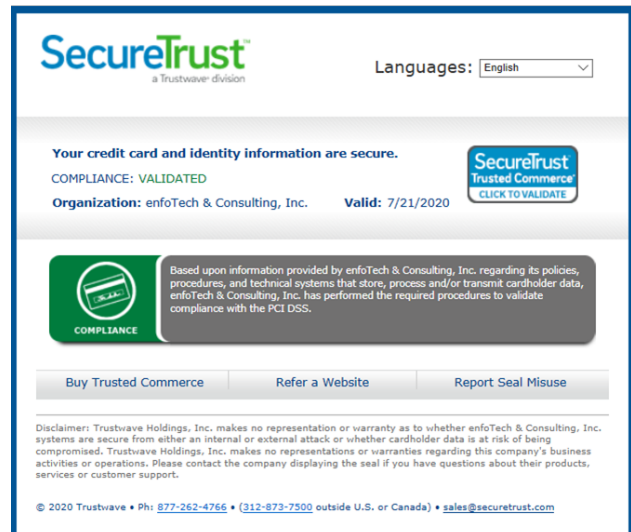 SecureTrust™
a Trustwave® division
Languages: English
Your credit card and identity information are secure.
COMPLIANCE: VALIDATED
Organization: enfoTech & Consulting, Inc. Valid: 7/21/2020
SecureTrust
Trusted Commerce
CLICK TO VALIDATE
Based upon information provided by enfoTech & Consulting, Inc. regarding its policies,
procedures, and technical systems that store, process and/or transmit cardholder data,
enfoTech & Consulting, Inc. has performed the required procedures to validate
compliance with the PCI DSS.
COMPLIANCE
Buy Trusted Commerce Refer a Website Report Seal Misuse
Disclaimer: Trustwave Holdings, Inc. makes no representation or warranty as to whether enfoTech & Consulting, Inc.
systems are secure from either an internal or external attack or whether cardholder data is at risk of being
compromised. Trustwave Holdings, Inc. makes no representations or warranties regarding this company's business
activities or operations. Please contact the company displaying the seal if you have questions about their products,
services or customer support.
© 2020 Trustwave • Ph: 877-262-4766 • (312-873-7500 outside U.S. or Canada) • sales@securetrust.com